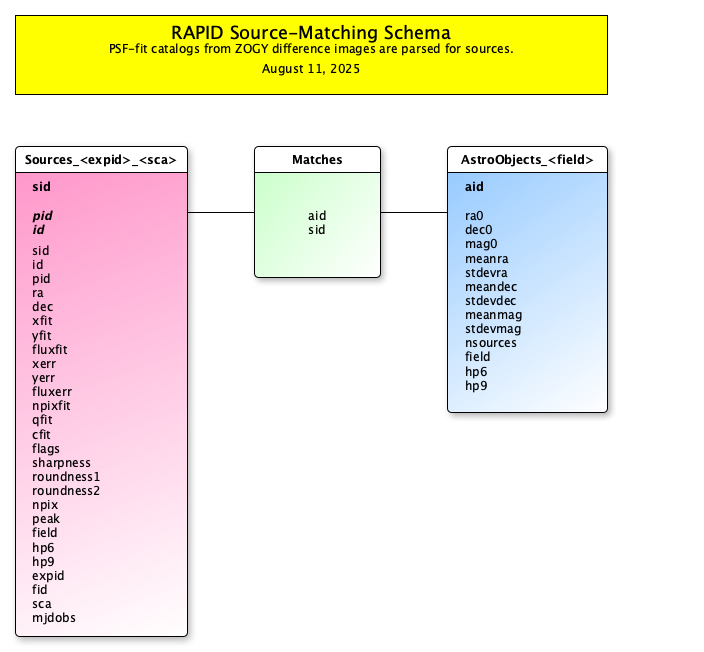 RAPID Source-Matching Schema
PSF-fit catalogs from ZOGY difference images are parsed for sources.
August 11, 2025
Sources_<expid>_<sca>
sid
pid
id
sid
id
pid
ra
dec
xfit
yfit
fluxfit
xerr
yerr
fluxerr
npixfit
qfit
cfit
flags
sharpness
roundness1
roundness2
npix
peak
field
hp6
hp9
expid
fid
sca
mjdobs
Matches
aid
sid
AstroObjects_<field>
aid
ra0
dec0
mag0
meanra
stdevra
meandec
stdevdec
meanmag
stdevmag
nsources
field
hp6
hp9